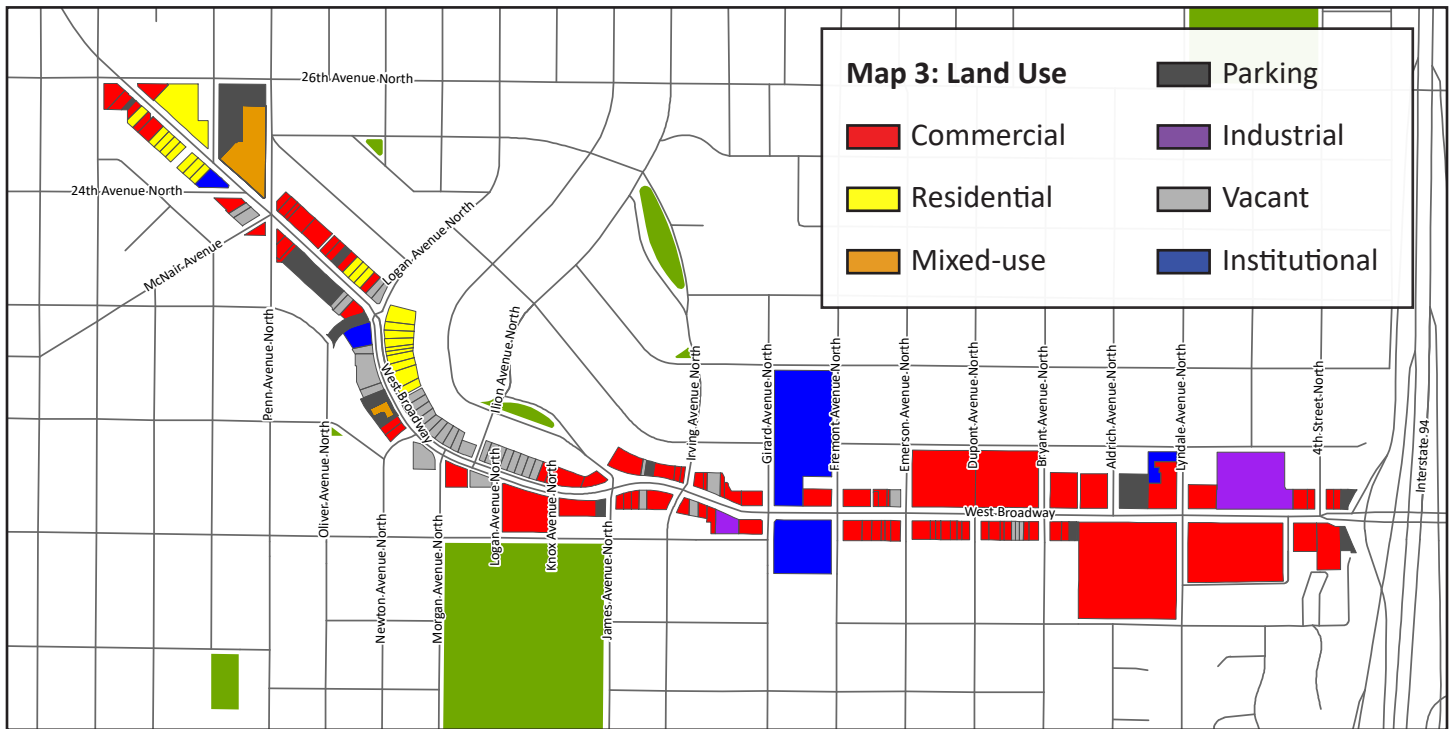 Map 3: Land Use
Commercial
Residential
Mixed-use
Parking
Industrial
Vacant
Institutional
26th Avenue North
24th Avenue North
McNair Avenue
Logan Avenue North
Penn Avenue North
West Broadway
Ilion Avenue North
Oliver Avenue North
Newton Avenue North
Morgan Avenue North
Logan Avenue North
Knox Avenue North
James Avenue North
Irving Avenue North
Girard Avenue North
Fremont Avenue North
Emerson Avenue North
Dupont Avenue North
Bryant Avenue North
Aldrich Avenue North
Lyndale Avenue North
4th Street North
Interstate 94
West Broadway